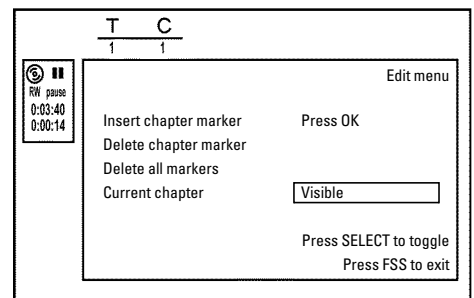 T C
1 1
RW pause
0:03:40
0:00:14
Edit menu
Insert chapter marker Press OK
Delete chapter marker
Delete all markers
Current chapter Visible
Press SELECT to toggle
Press FSS to exit